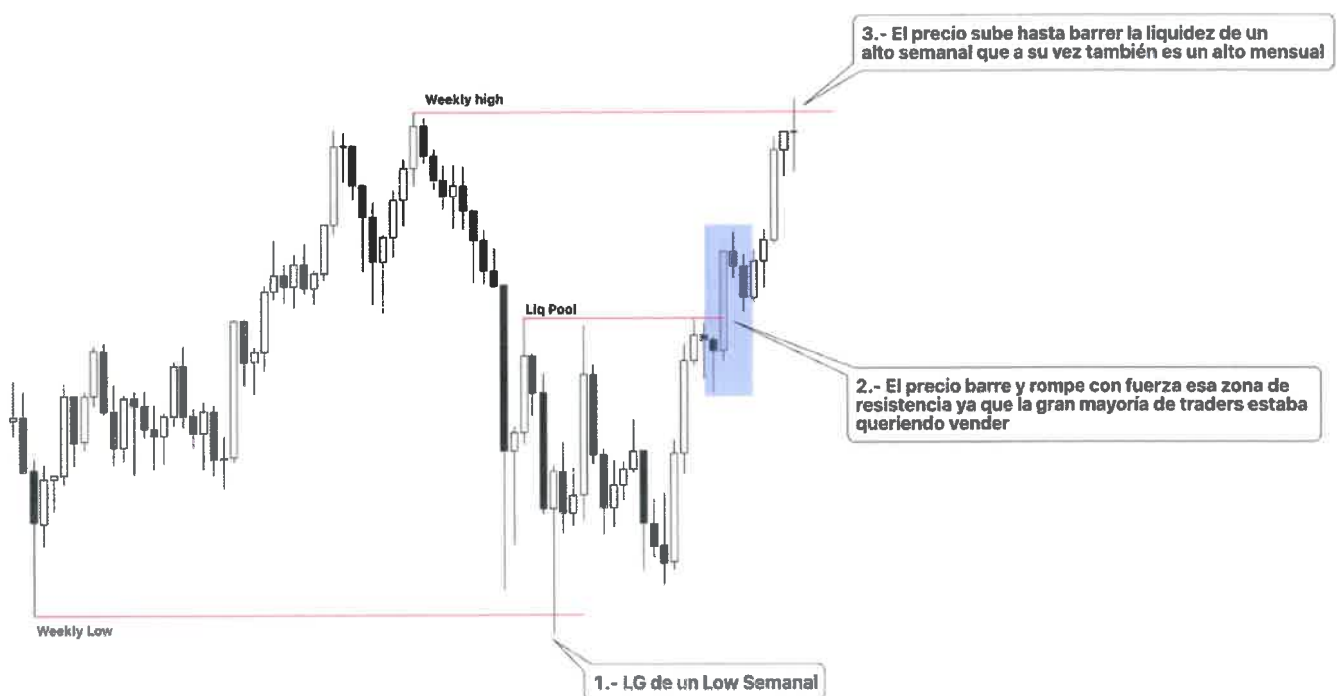 3.- El precio sube hasta barrer la liquidez de un
alto semanal que a su vez también es un alto mensual
Weekly high
Liq Pool
2.- El precio barre y rompe con fuerza esa zona de
resistencia ya que la gran mayoría de traders estaba
queriendo vender
Weekly Low
1.- LG de un Low Semanal